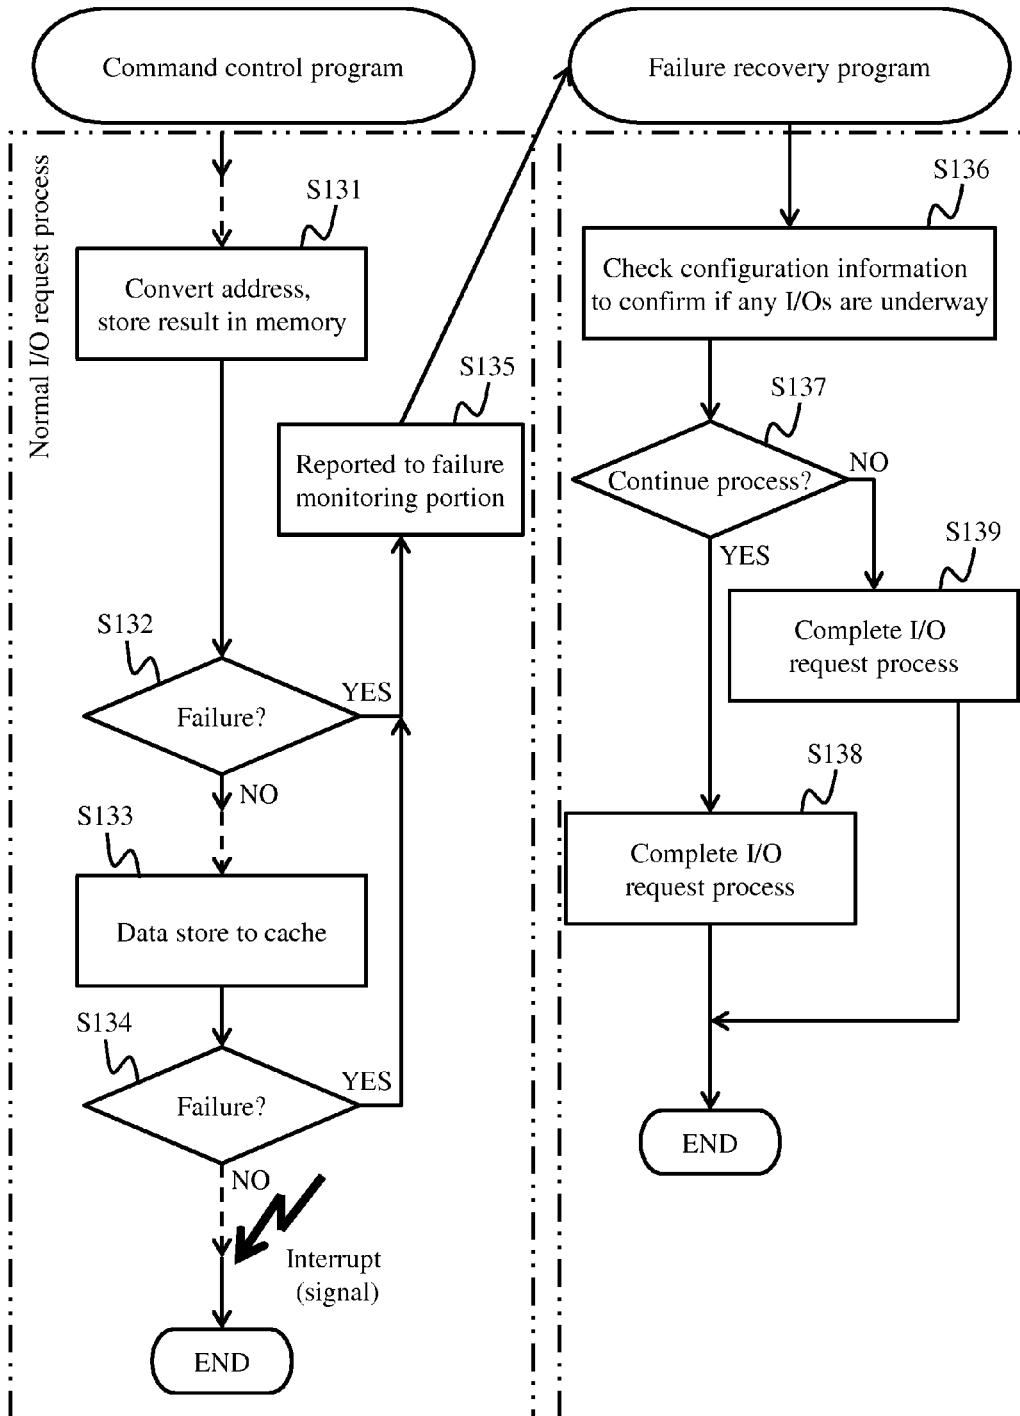 Command control program
Normal I/O request process
S131
Convert address,
store result in memory
S135
Reported to failure
monitoring portion
S132
Failure?
YES
NO
S133
Data store to cache
S134
Failure?
YES
NO
Interrupt
(signal)
END
Failure recovery program
S136
Check configuration information
to confirm if any I/Os are underway
S137
Continue process?
NO
YES
S139
Complete I/O
request process
S138
Complete I/O
request process
END